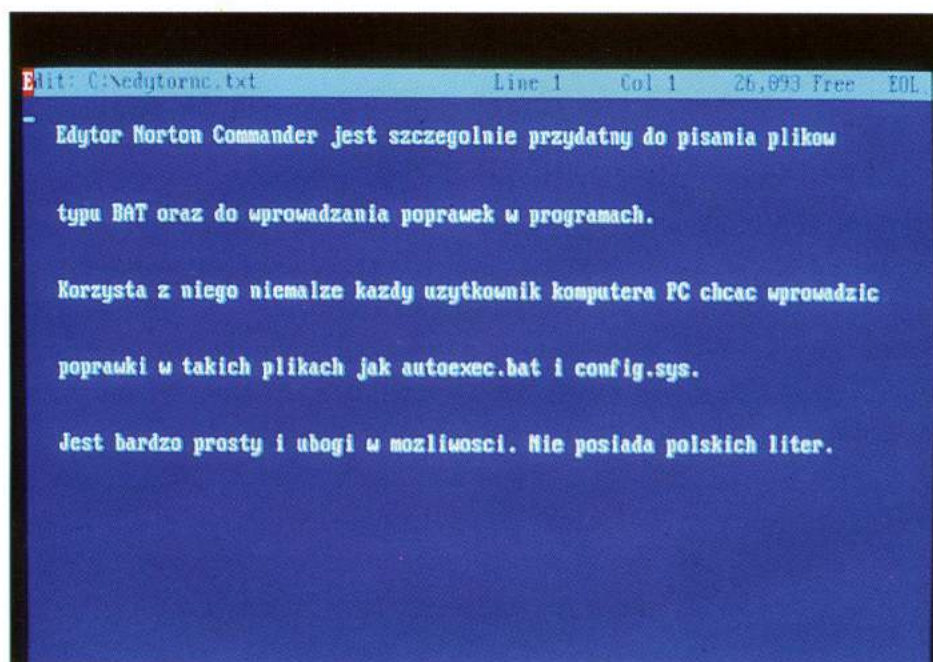 Edit: C:\edytornc.txt Line 1 Col 1 26,093 Free EOL
Edytor Norton Commander jest szczegolnie przydatny do pisania plikow
typu BAT oraz do wprowadzania poprawek w programach.
Korzysta z niego niemalze kazdy uzytkownik komputera PC chcac wprowadzic
poprawki w takich plikach jak autoexec.bat i config.sys.
Jest bardzo prosty i ubogi w mozliwosci. Nie posiada polskich liter.